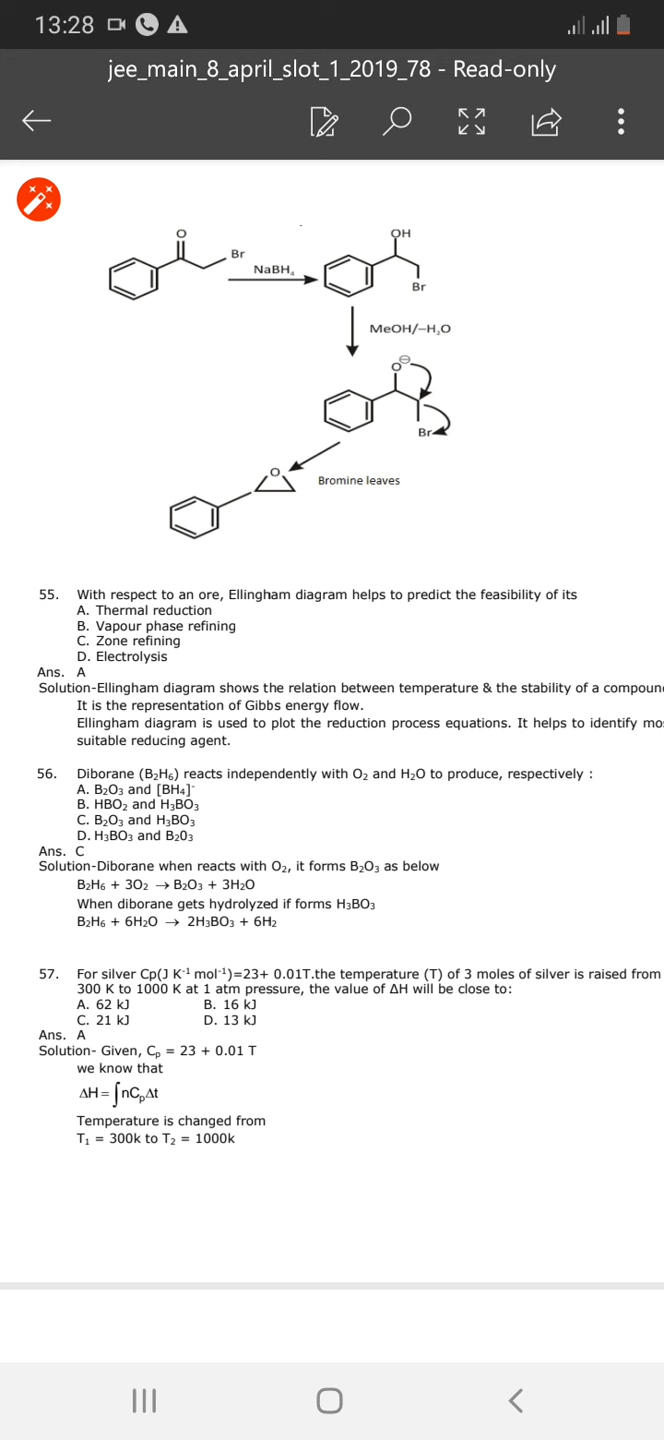 13:28
jee_main_8_april_slot_1_2019_78 - Read-only
O
Br
NaBH₄
OH
Br
MeOH/–H₂O
O⊖
Br
O
Bromine leaves
55. With respect to an ore, Ellingham diagram helps to predict the feasibility of its
A. Thermal reduction
B. Vapour phase refining
C. Zone refining
D. Electrolysis
Ans. A
Solution-Ellingham diagram shows the relation between temperature & the stability of a compoun
It is the representation of Gibbs energy flow.
Ellingham diagram is used to plot the reduction process equations. It helps to identify mo
suitable reducing agent.
56. Diborane (B₂H₆) reacts independently with O₂ and H₂O to produce, respectively :
A. B₂O₃ and [BH₄]⁻
B. HBO₂ and H₃BO₃
C. B₂O₃ and H₃BO₃
D. H₃BO₃ and B₂0₃
Ans. C
Solution-Diborane when reacts with O₂, it forms B₂O₃ as below
B₂H₆ + 3O₂ → B₂O₃ + 3H₂O
When diborane gets hydrolyzed if forms H₃BO₃
B₂H₆ + 6H₂O → 2H₃BO₃ + 6H₂
57. For silver Cp(J K⁻¹ mol⁻¹)=23+ 0.01T.the temperature (T) of 3 moles of silver is raised from
300 K to 1000 K at 1 atm pressure, the value of ΔH will be close to:
A. 62 kJ B. 16 kJ
C. 21 kJ D. 13 kJ
Ans. A
Solution- Given, Cₚ = 23 + 0.01 T
we know that
ΔH= ∫nCₚΔt
Temperature is changed from
T₁ = 300k to T₂ = 1000k